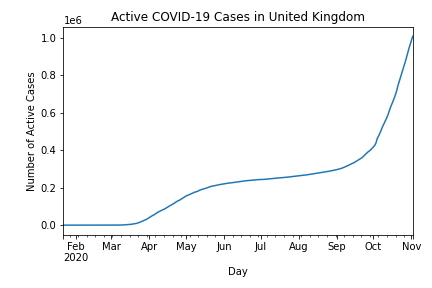 Active COVID-19 Cases in United Kingdom
1e6
1.0
0.8
0.6
0.4
0.2
0.0
Number of Active Cases
Feb Mar Apr May Jun Jul Aug Sep Oct Nov
2020
Day